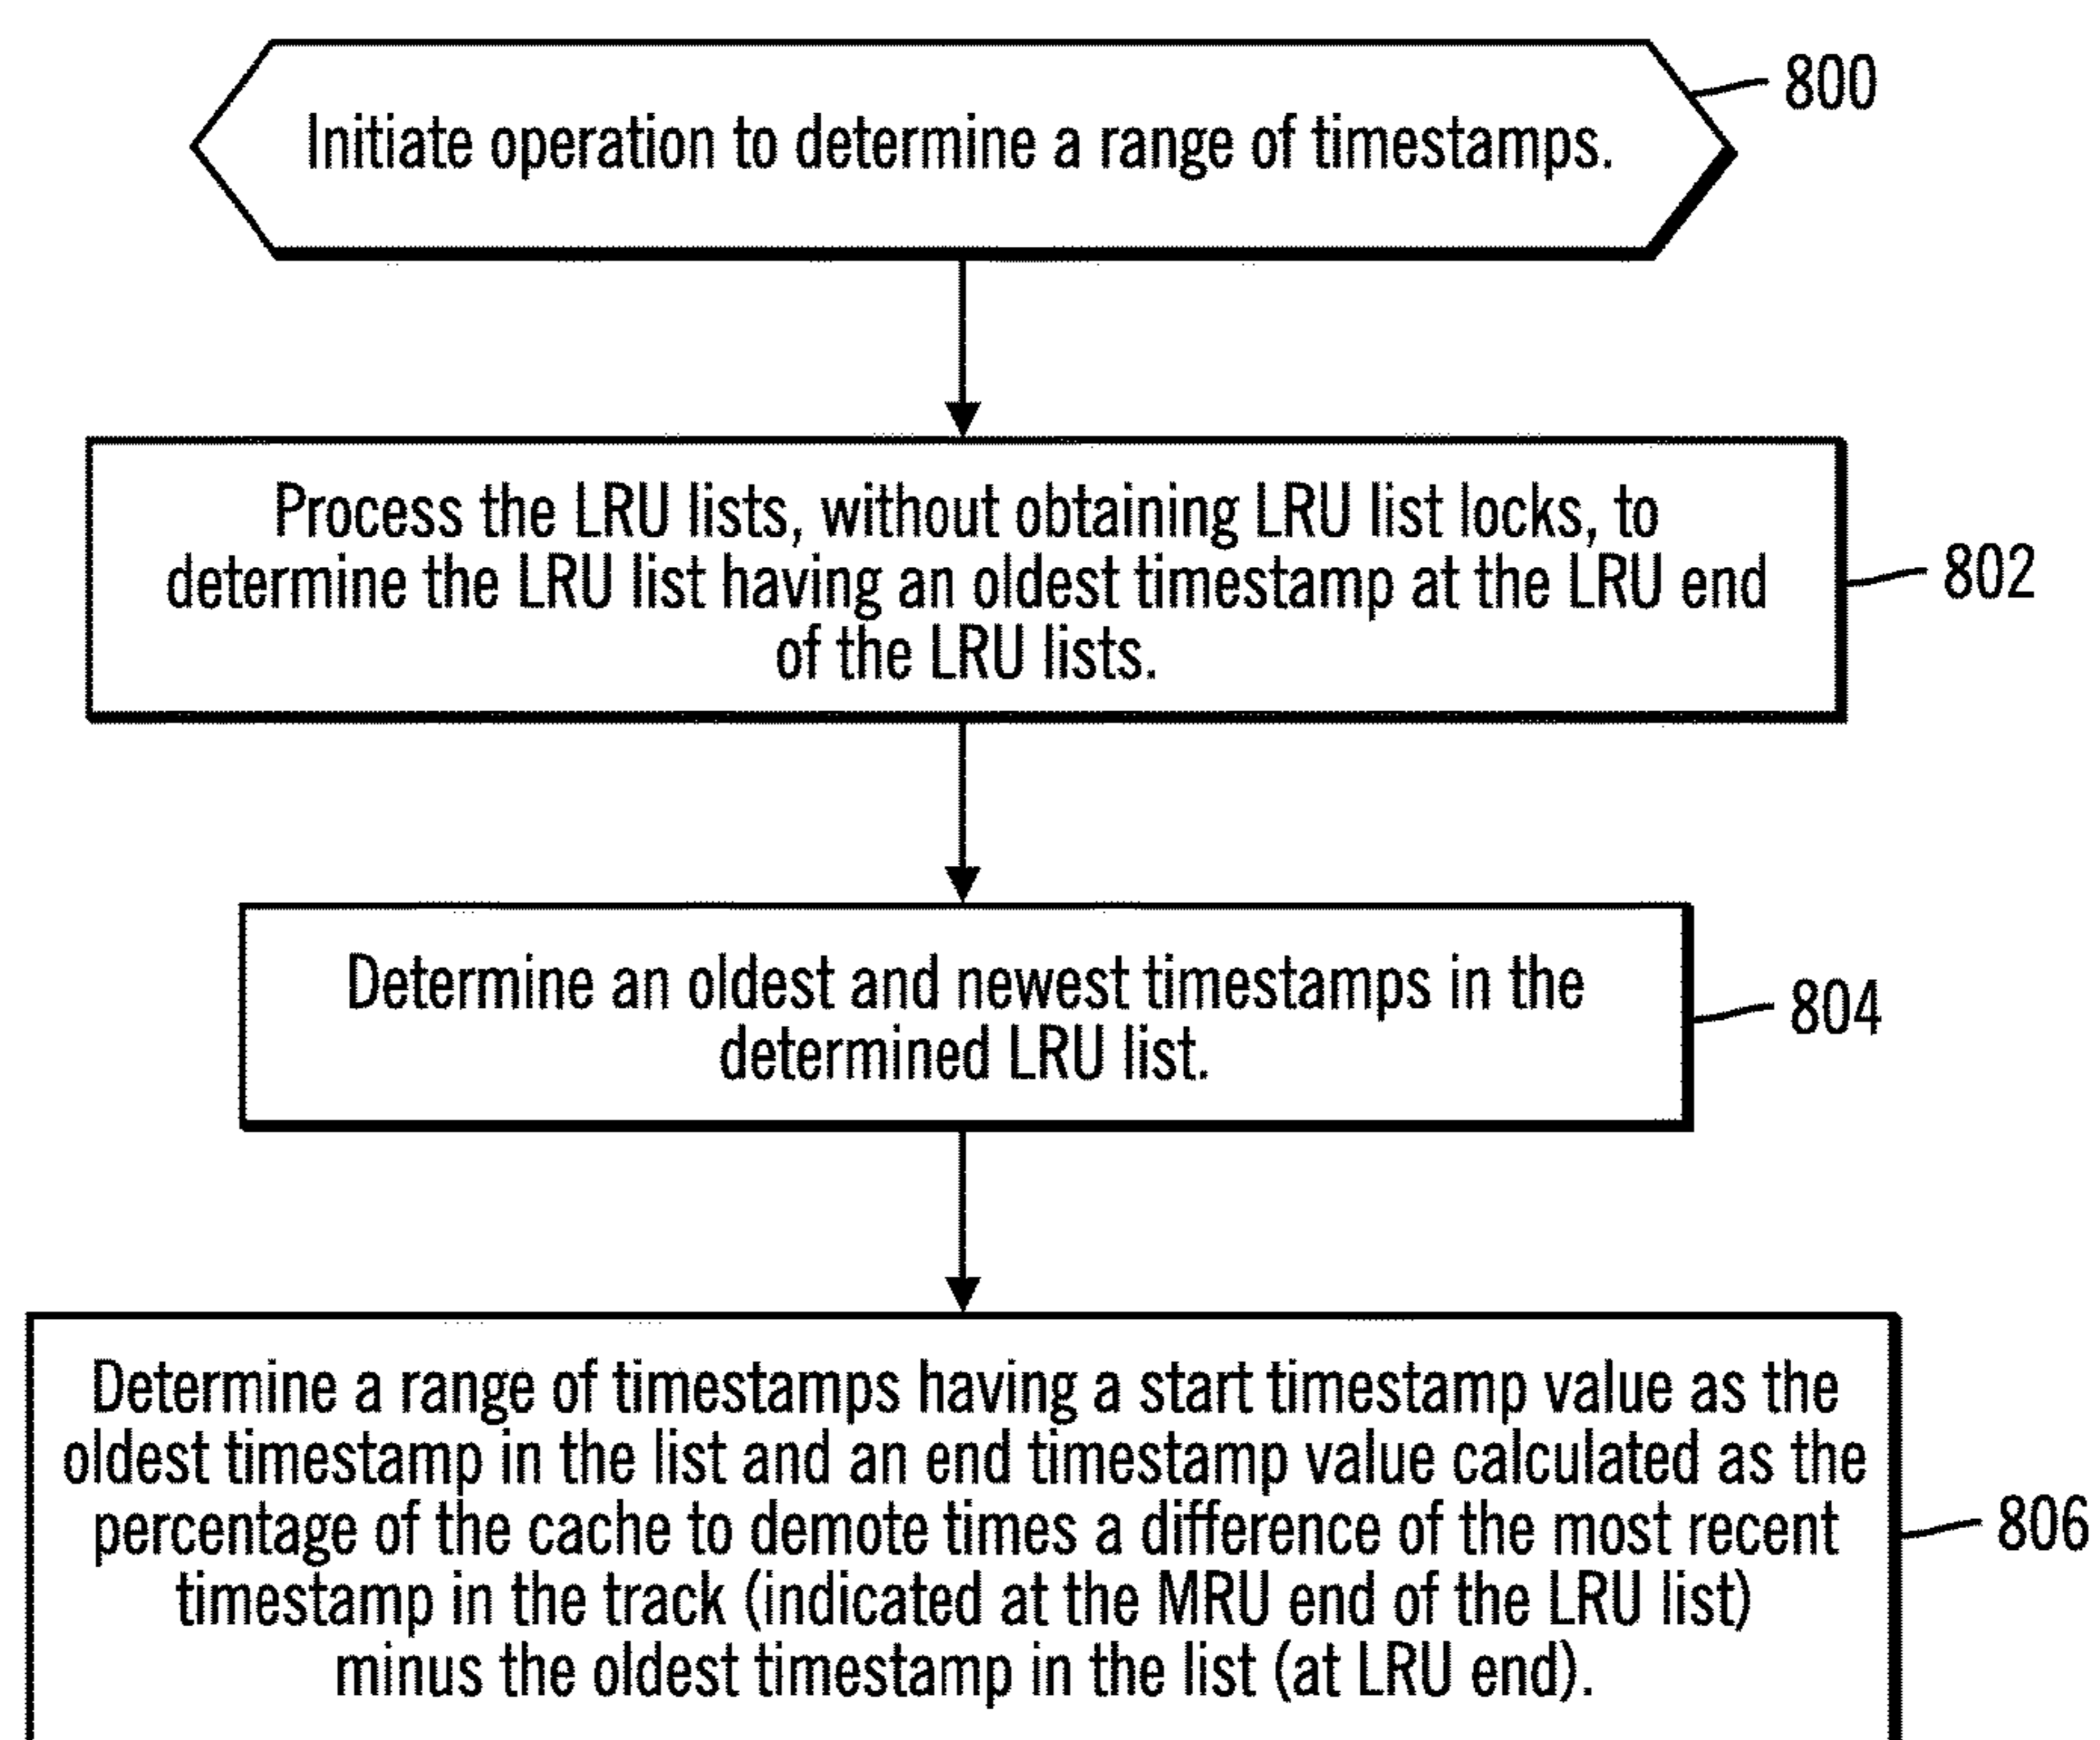 Initiate operation to determine a range of timestamps.
800
Process the LRU lists, without obtaining LRU list locks, to
determine the LRU list having an oldest timestamp at the LRU end
of the LRU lists.
802
Determine an oldest and newest timestamps in the
determined LRU list.
804
Determine a range of timestamps having a start timestamp value as the
oldest timestamp in the list and an end timestamp value calculated as the
percentage of the cache to demote times a difference of the most recent
timestamp in the track (indicated at the MRU end of the LRU list)
minus the oldest timestamp in the list (at LRU end).
806